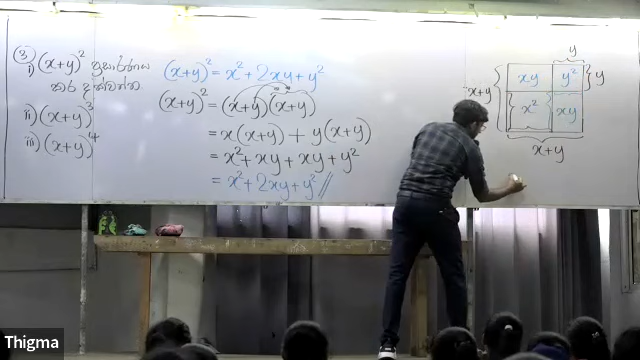 ③
i) (x+y)² ප්‍රසාරණය
කර දක්වන්න
ii) (x+y)³
iii) (x+y)⁴
(x+y)² = x² + 2xy + y²
(x+y)² = (x+y)(x+y)
= x(x+y) + y(x+y)
= x² + xy + xy + y²
= x² + 2xy + y² //
y
xy y² y
x+y
x² xy
x+y
Thigma